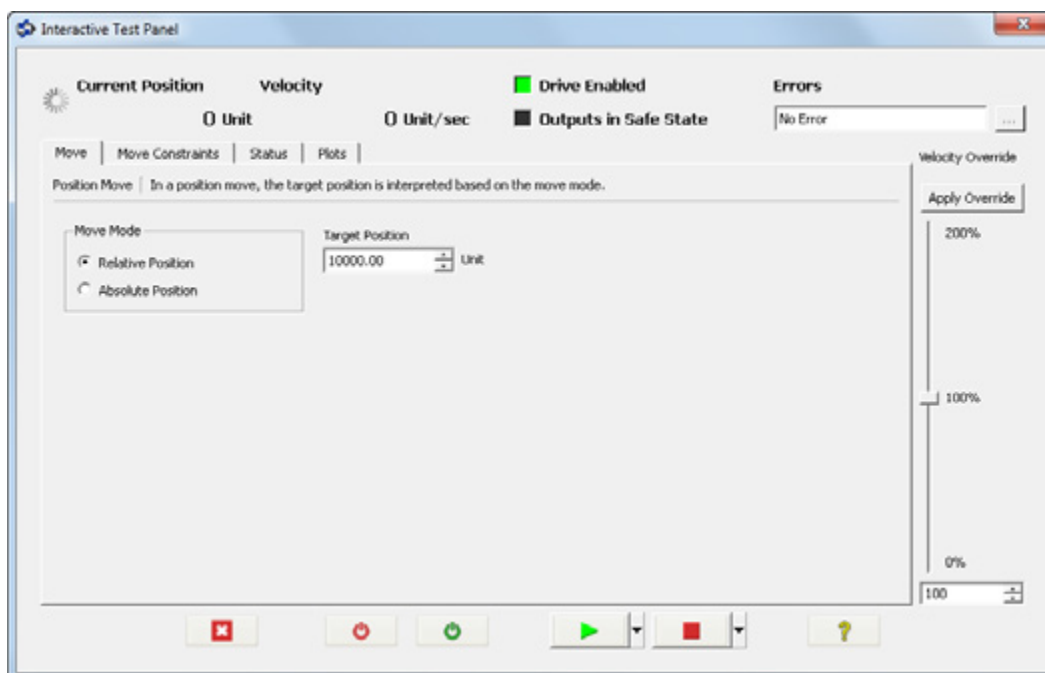 Interactive Test Panel
Current Position Velocity Drive Enabled Errors
0 Unit 0 Unit/sec Outputs in Safe State No Error ...
Move Move Constraints Status Plots Velocity Override
Position Move In a position move, the target position is interpreted based on the move mode. Apply Override
Move Mode Target Position 200%
Relative Position 10000.00 Unit
Absolute Position
100%
0%
100
?